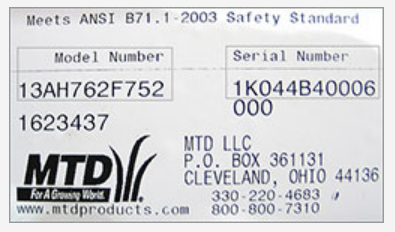 Meets ANSI B71.1-2003 Safety Standard
Model Number
Serial Number
13AH762F752
1K044B40006
000
1623437
MTD LLC
P.O. BOX 361131
CLEVELAND, OHIO 44136
MTD
For A Growing World.
330-220-4683
www.mtdproducts.com 800-800-7310